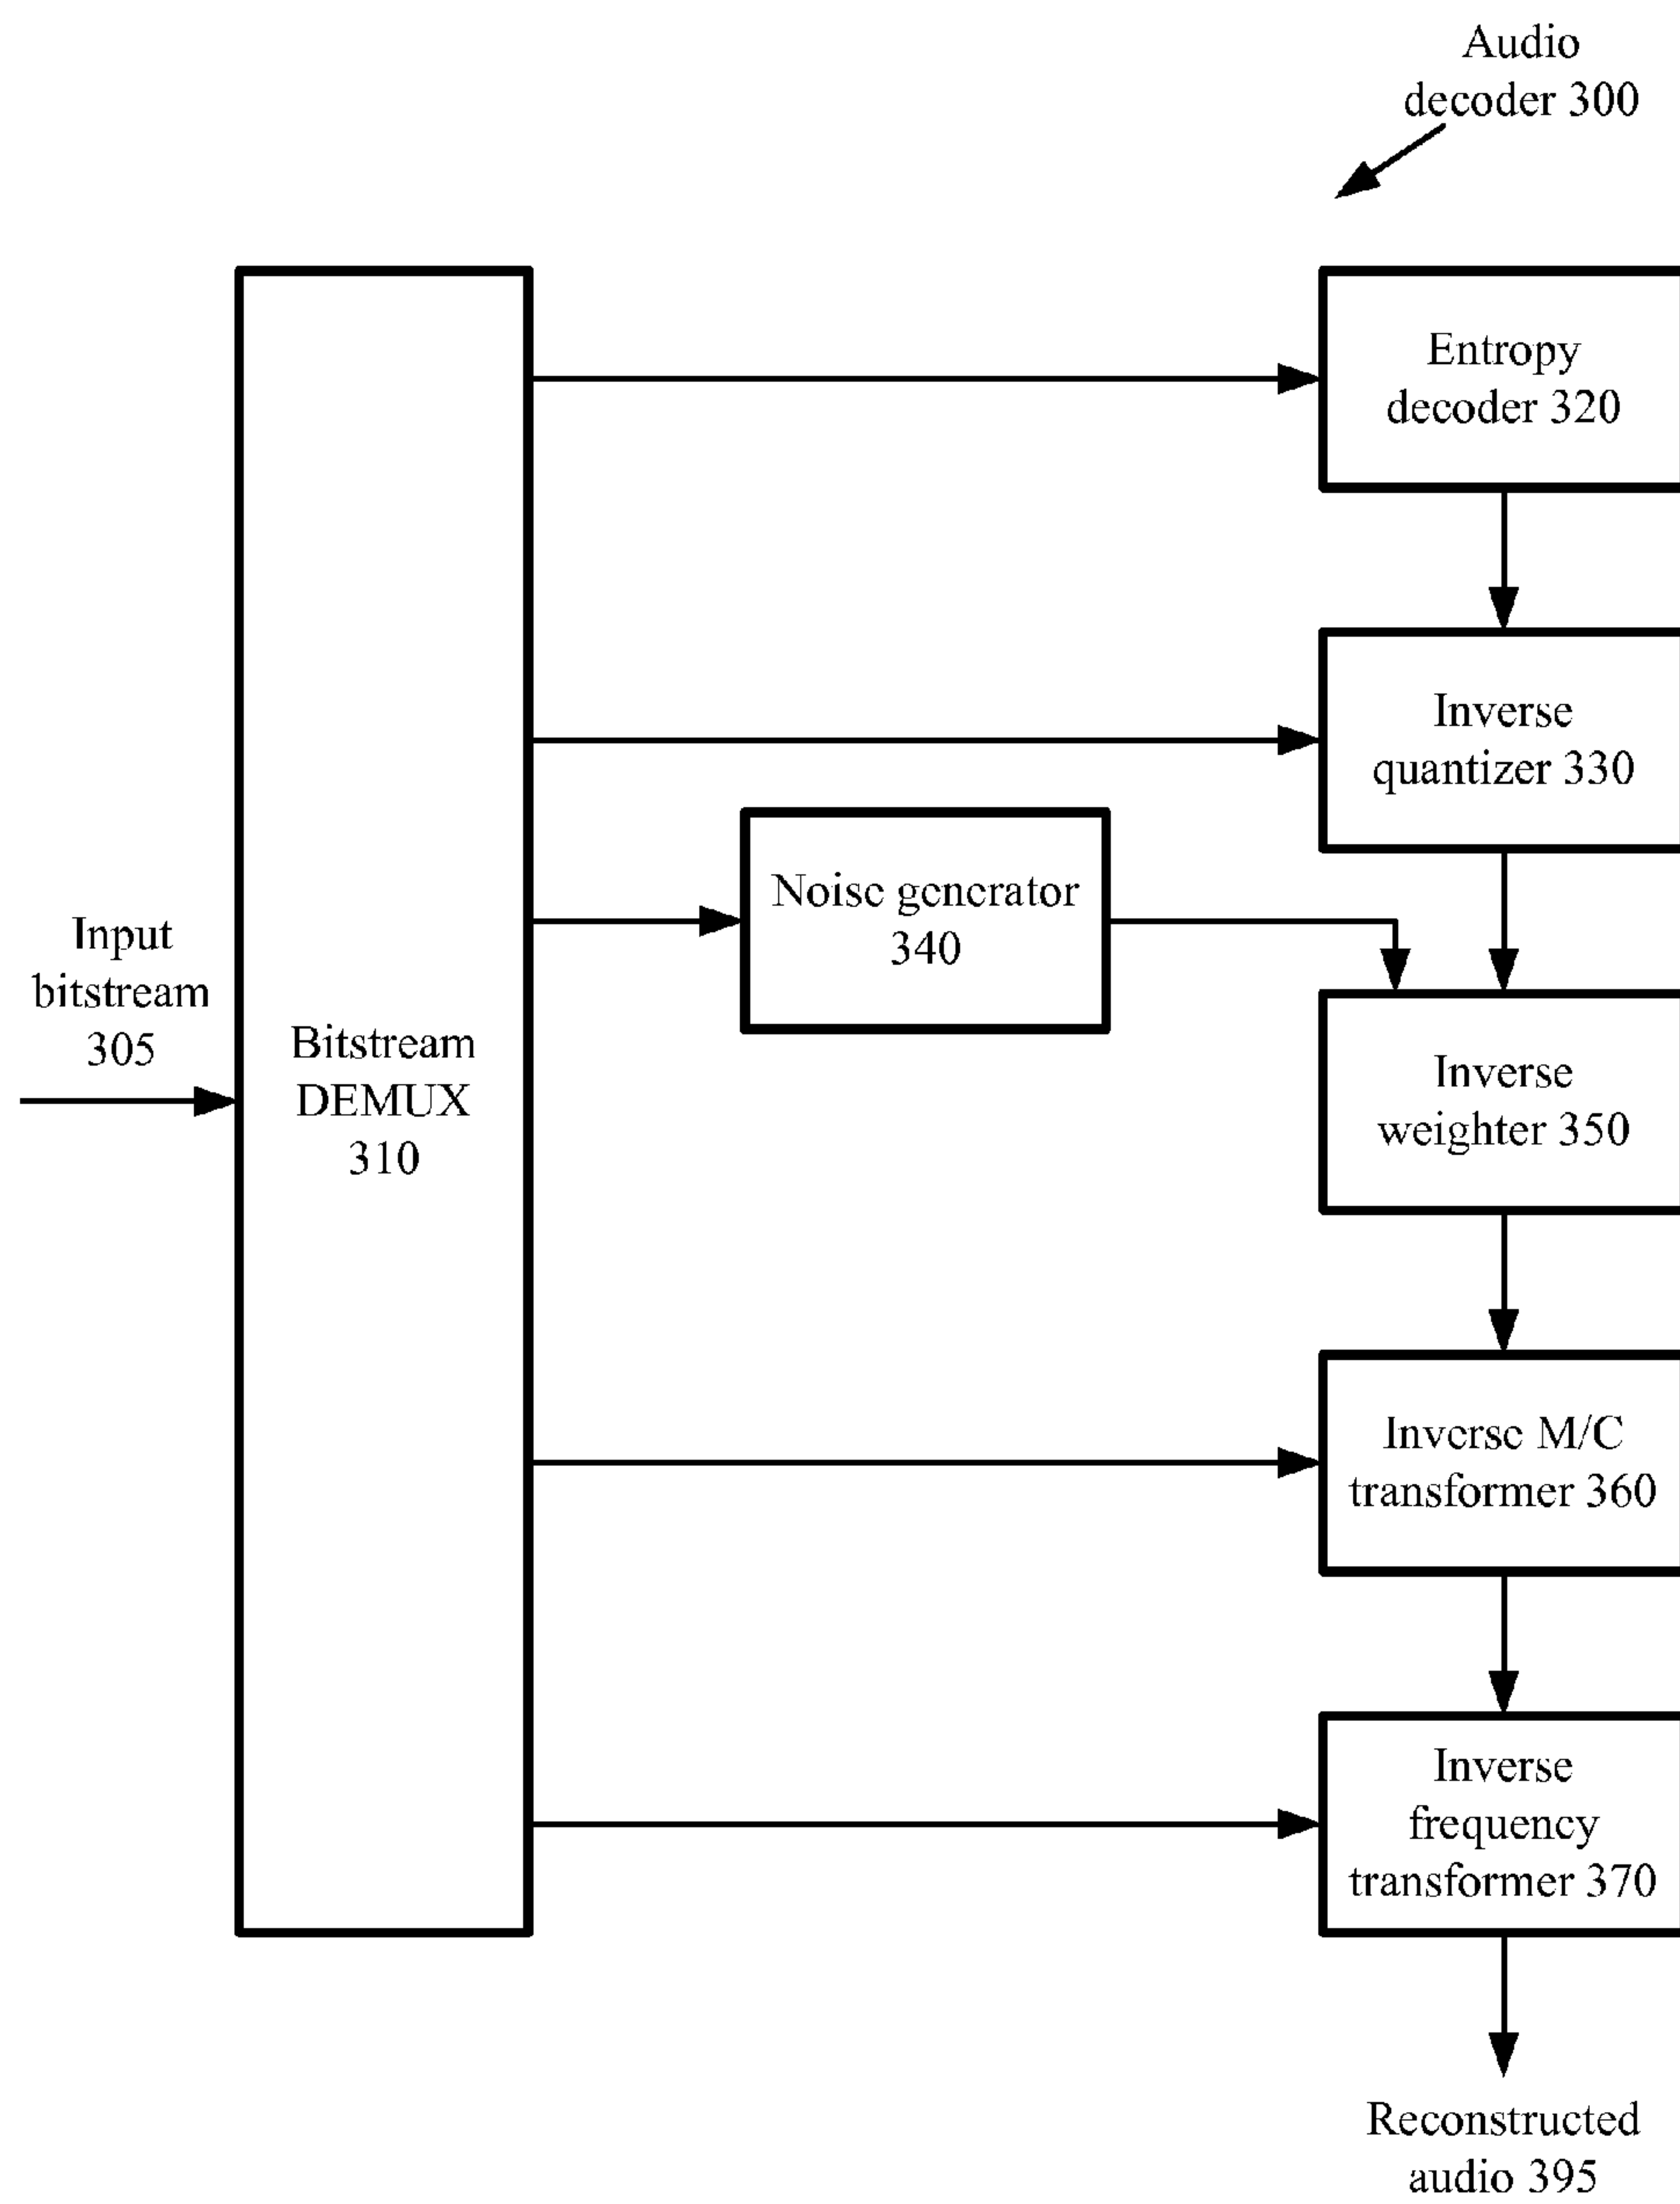 Audio
decoder 300
Entropy
decoder 320
Inverse
quantizer 330
Noise generator
340
Input
bitstream
305
Bitstream
DEMUX
310
Inverse
weighter 350
Inverse M/C
transformer 360
Inverse
frequency
transformer 370
Reconstructed
audio 395